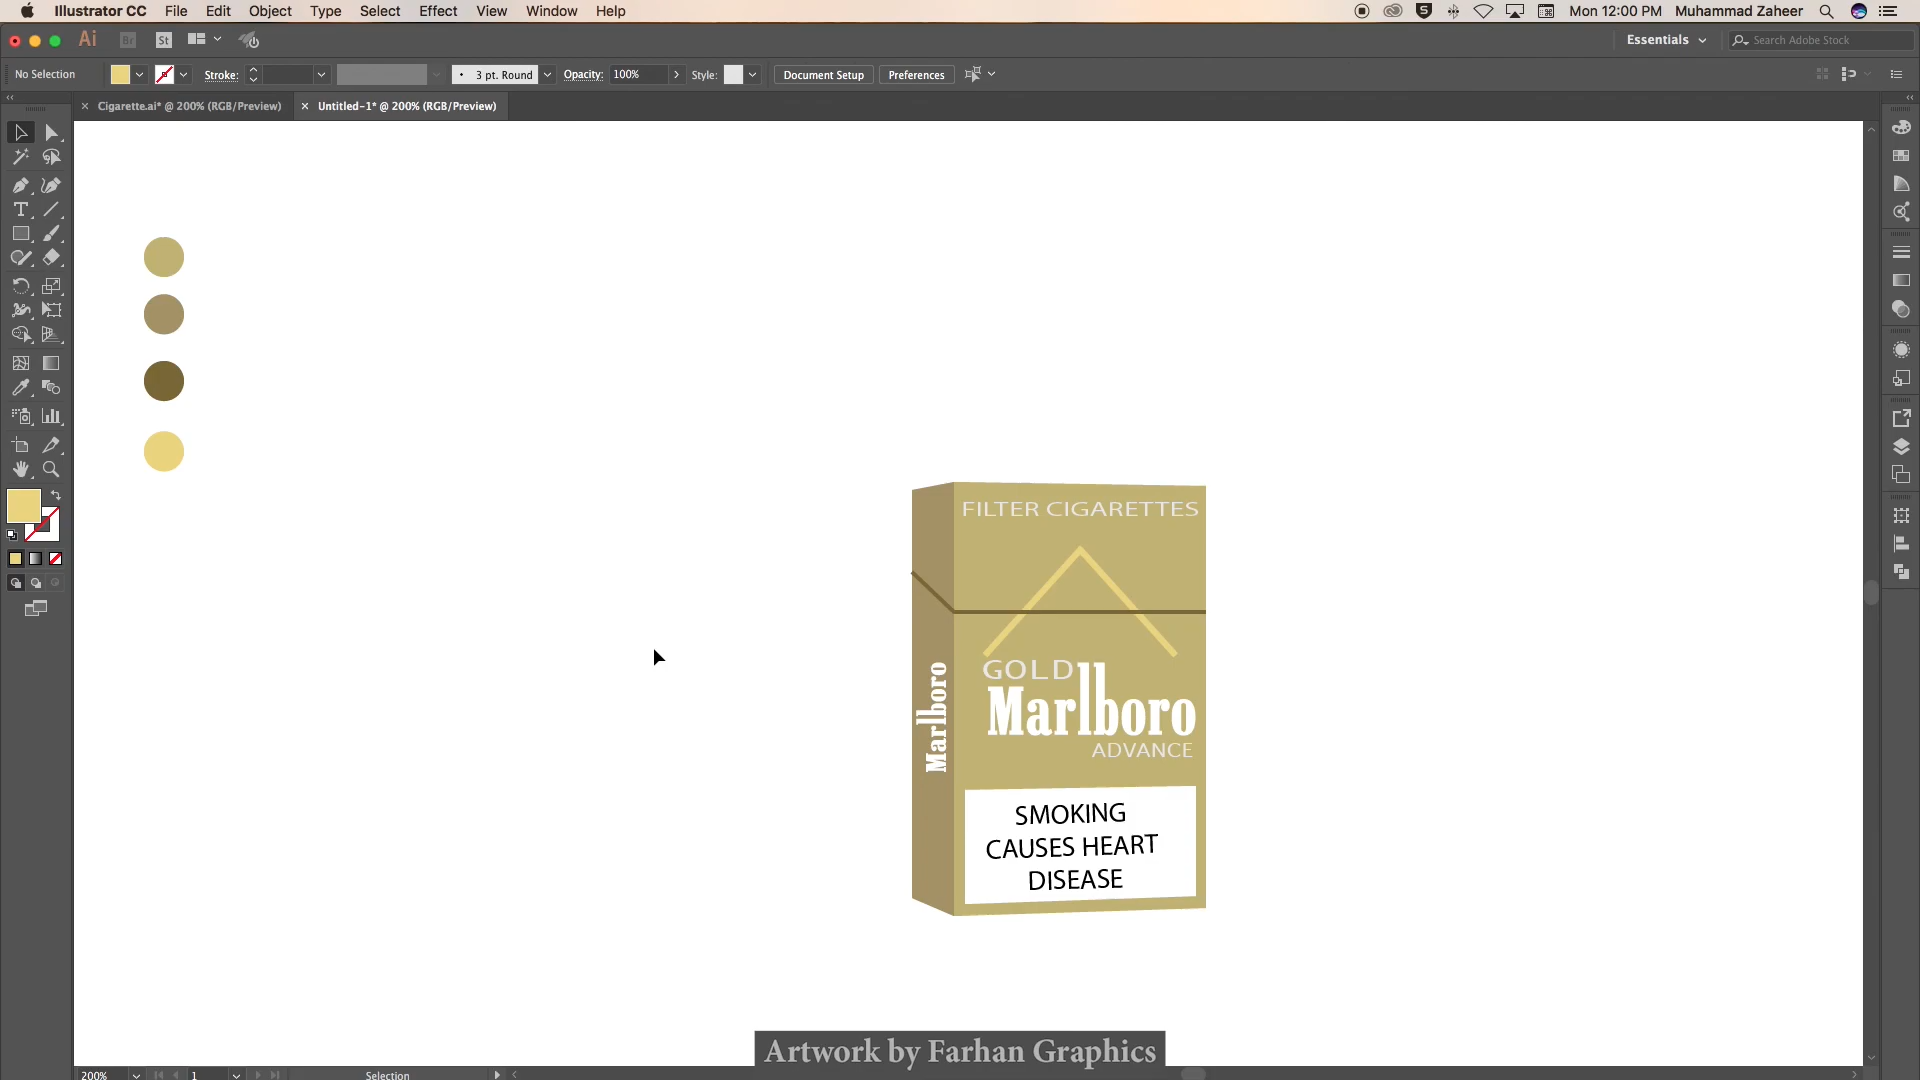 Illustrator CC File Edit Object Type Select Effect View Window Help Mon 12:00 PM Muhammad Zaheer
Ai Br St Essentials Search Adobe Stock
No Selection Stroke: 3 pt. Round Opacity: 100% Style: Document Setup Preferences
Cigarette.ai* @ 200% (RGB/Preview) Untitled-1* @ 200% (RGB/Preview)
FILTER CIGARETTES
GOLD
Marlboro
Marlboro
ADVANCE
SMOKING
CAUSES HEART
DISEASE
Artwork by Farhan Graphics
200% 1 Selection